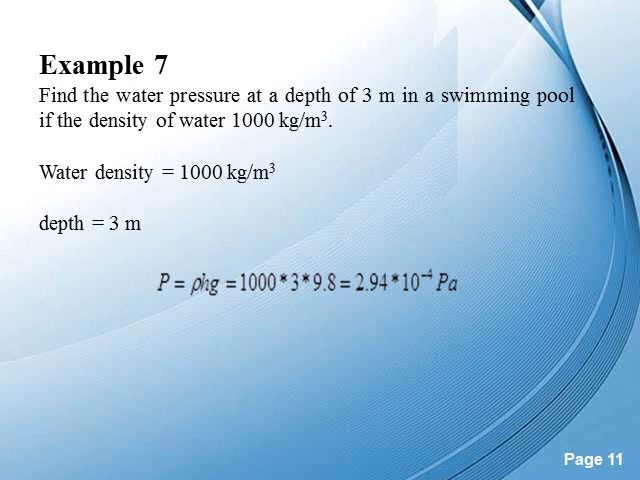 Example 7
Find the water pressure at a depth of 3 m in a swimming pool
if the density of water 1000 kg/m³.
Water density = 1000 kg/m³
depth = 3 m
P = ρhg = 1000*3*9.8 = 2.94*10⁻⁴ Pa
Page 11